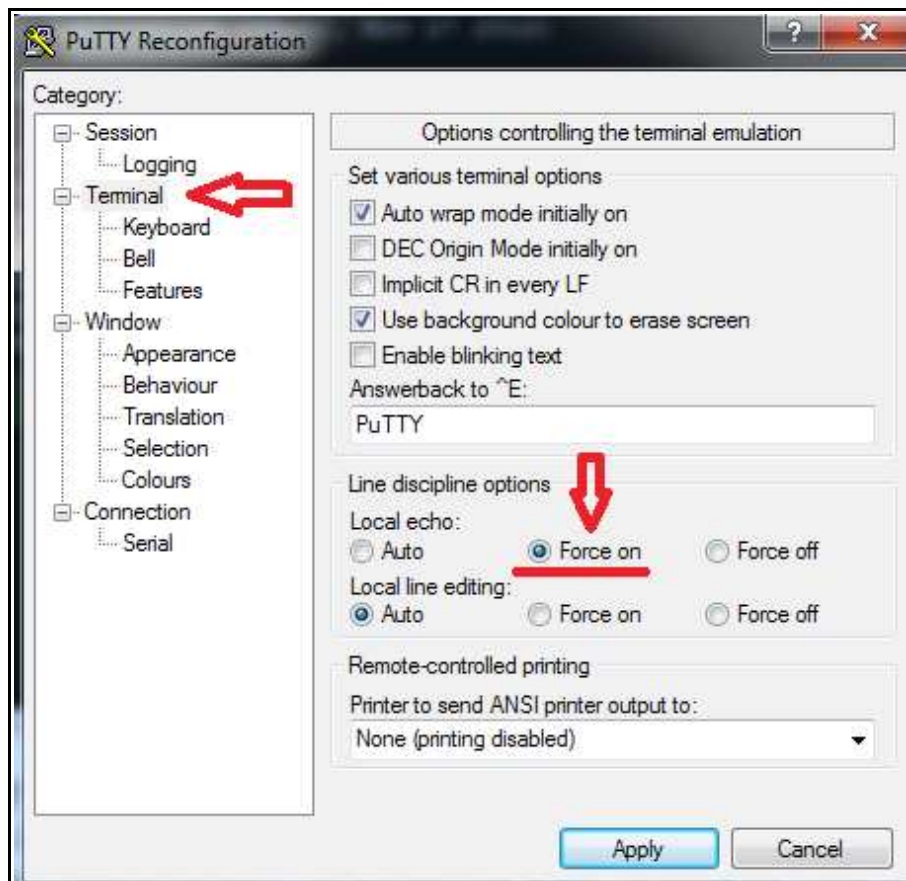 PuTTY Reconfiguration
?
Category:
Session
Logging
Terminal
Keyboard
Bell
Features
Window
Appearance
Behaviour
Translation
Selection
Colours
Connection
Serial
Options controlling the terminal emulation
Set various terminal options
Auto wrap mode initially on
DEC Origin Mode initially on
Implicit CR in every LF
Use background colour to erase screen
Enable blinking text
Answerback to ^E:
PuTTY
Line discipline options
Local echo:
Auto Force on Force off
Local line editing:
Auto Force on Force off
Remote-controlled printing
Printer to send ANSI printer output to:
None (printing disabled)
Apply Cancel